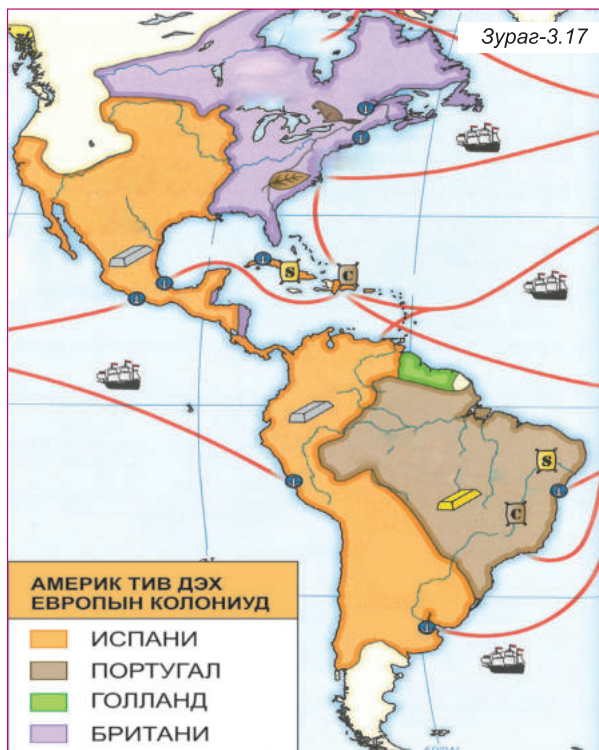 Зураг-3.17
S
C
S
C
АМЕРИК ТИВ ДЭХ
ЕВРОПЫН КОЛОНИУД
ИСПАНИ
ПОРТУГАЛ
ГОЛЛАНД
БРИТАНИ